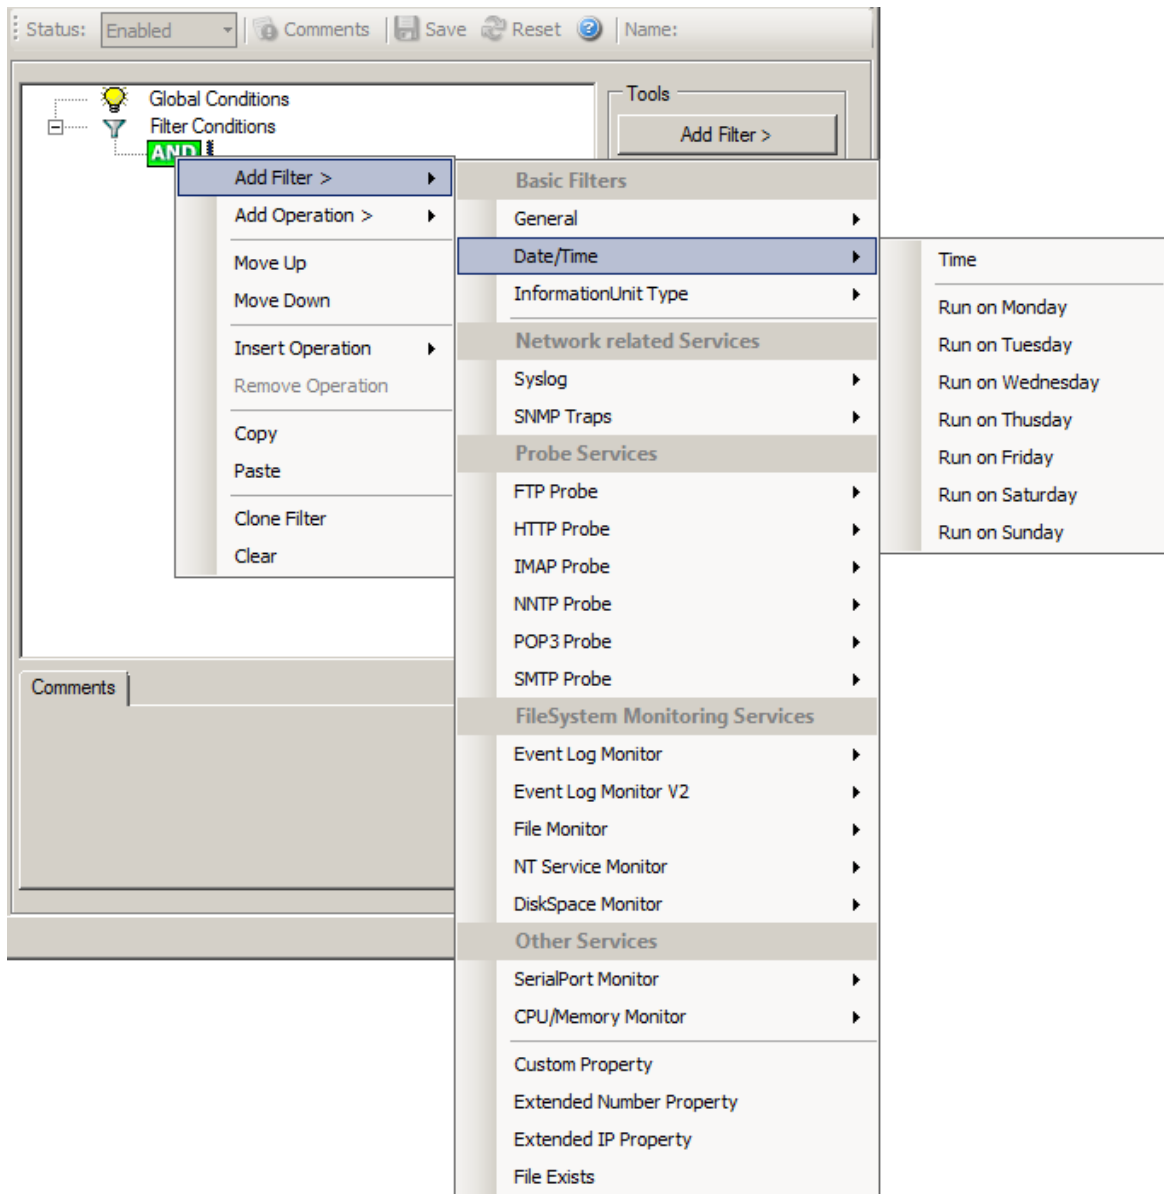 Status: Enabled Comments Save Reset Name:
Global Conditions
Filter Conditions
AND
Tools
Add Filter >
Add Filter >
Add Operation >
Move Up
Move Down
Insert Operation
Remove Operation
Copy
Paste
Clone Filter
Clear
Comments
Basic Filters
General
Date/Time
InformationUnit Type
Network related Services
Syslog
SNMP Traps
Probe Services
FTP Probe
HTTP Probe
IMAP Probe
NNTP Probe
POP3 Probe
SMTP Probe
FileSystem Monitoring Services
Event Log Monitor
Event Log Monitor V2
File Monitor
NT Service Monitor
DiskSpace Monitor
Other Services
SerialPort Monitor
CPU/Memory Monitor
Custom Property
Extended Number Property
Extended IP Property
File Exists
Time
Run on Monday
Run on Tuesday
Run on Wednesday
Run on Thusday
Run on Friday
Run on Saturday
Run on Sunday